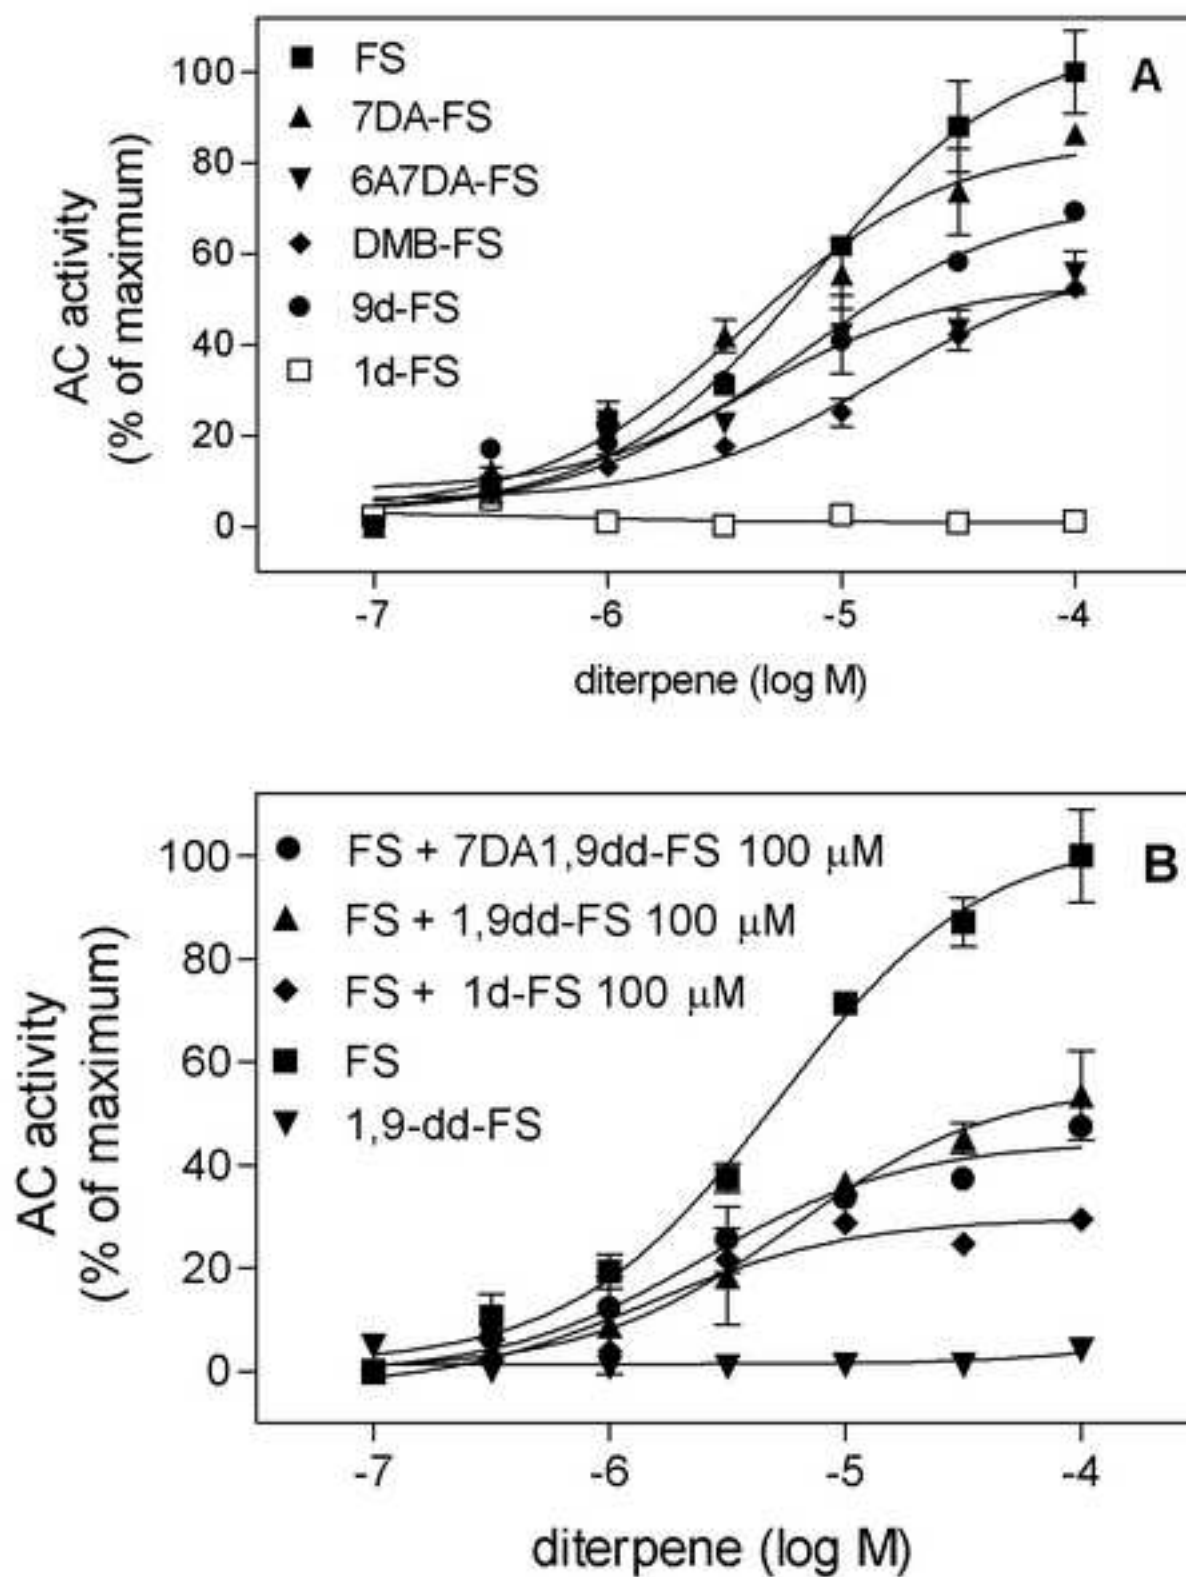 A
FS
7DA-FS
6A7DA-FS
DMB-FS
9d-FS
1d-FS
AC activity
(% of maximum)
100
80
60
40
20
0
-7 -6 -5 -4
diterpene (log M)
B
FS + 7DA1,9dd-FS 100 μM
FS + 1,9dd-FS 100 μM
FS + 1d-FS 100 μM
FS
1,9-dd-FS
AC activity
(% of maximum)
100
80
60
40
20
0
-7 -6 -5 -4
diterpene (log M)